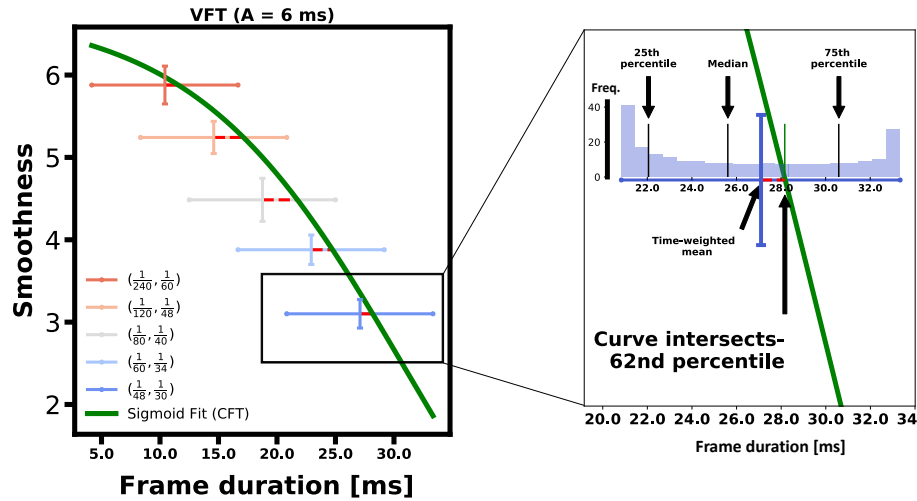 VFT (A = 6 ms)
Smoothness
6
5
4
3
2
(1/240, 1/60)
(1/120, 1/48)
(1/80, 1/40)
(1/60, 1/34)
(1/48, 1/30)
Sigmoid Fit (CFT)
5.0 10.0 15.0 20.0 25.0 30.0
Frame duration [ms]
25th
percentile
Median
75th
percentile
Freq.
40
20
0
22.0 24.0 26.0 28.0 30.0 32.0
Time-weighted
mean
Curve intersects-
62nd percentile
20.0 22.0 24.0 26.0 28.0 30.0 32.0 34
Frame duration [ms]